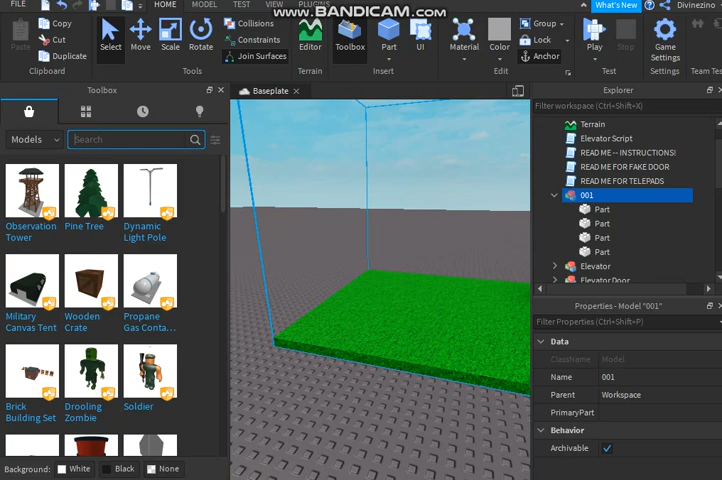 FILE HOME MODEL TEST VIEW PLUGINS
www.BANDICAM.com
What's New
Divinezino
Cut
Copy
Paste Duplicate
Select Move Scale Rotate
Collisions
Constraints
Join Surfaces
Editor
Toolbox Part UI
Material Color
Group
Lock
Anchor
Play Stop
Game
Settings
Team Test
Clipboard Tools Terrain Insert Edit Test Settings Team Tes
Toolbox
Models Search
Observation
Tower
Pine Tree
Dynamic
Light Pole
Military
Canvas Tent
Wooden
Crate
Propane
Gas Conta...
Brick
Building Set
Drooling
Zombie
Soldier
Background: White Black None
Baseplate
Explorer
Filter workspace (Ctrl+Shift+X)
Terrain
Elevator Script
READ ME -- INSTRUCTIONS!
READ ME FOR FAKE DOOR
READ ME FOR TELEPADS
001
Part
Part
Part
Part
Elevator
Elevator Door
Properties - Model "001"
Filter Properties (Ctrl+Shift+P)
Data
ClassName Model
Name 001
Parent Workspace
PrimaryPart
Behavior
Archivable